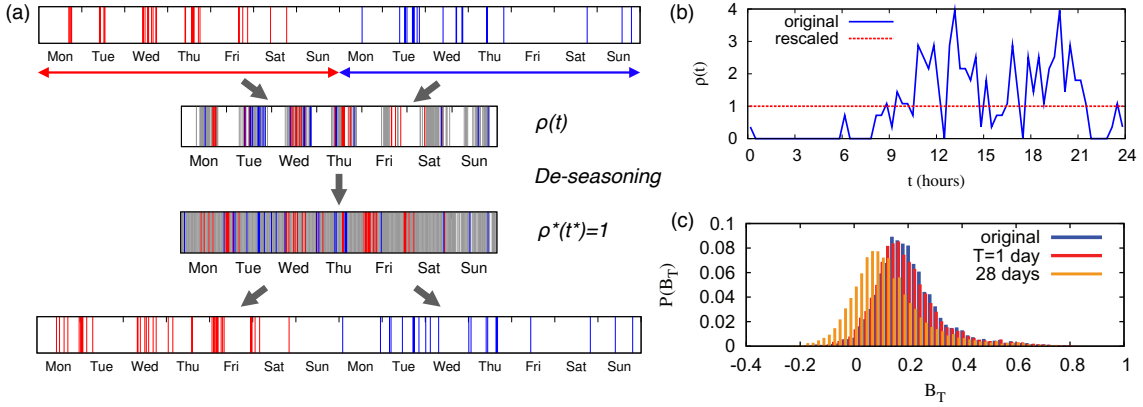 (a)
Mon Tue Wed Thu Fri Sat Sun Mon Tue Wed Thu Fri Sat Sun
ρ(t)
Mon Tue Wed Thu Fri Sat Sun
De-seasoning
ρ*(t*)=1
Mon Tue Wed Thu Fri Sat Sun
Mon Tue Wed Thu Fri Sat Sun Mon Tue Wed Thu Fri Sat Sun
(b)
original
rescaled
ρ(t)
4
3
2
1
0
0 3 6 9 12 15 18 21 24
t (hours)
(c)
original
T=1 day
28 days
P(B_T)
0.1
0.08
0.06
0.04
0.02
0
-0.4 -0.2 0 0.2 0.4 0.6 0.8 1
B_T